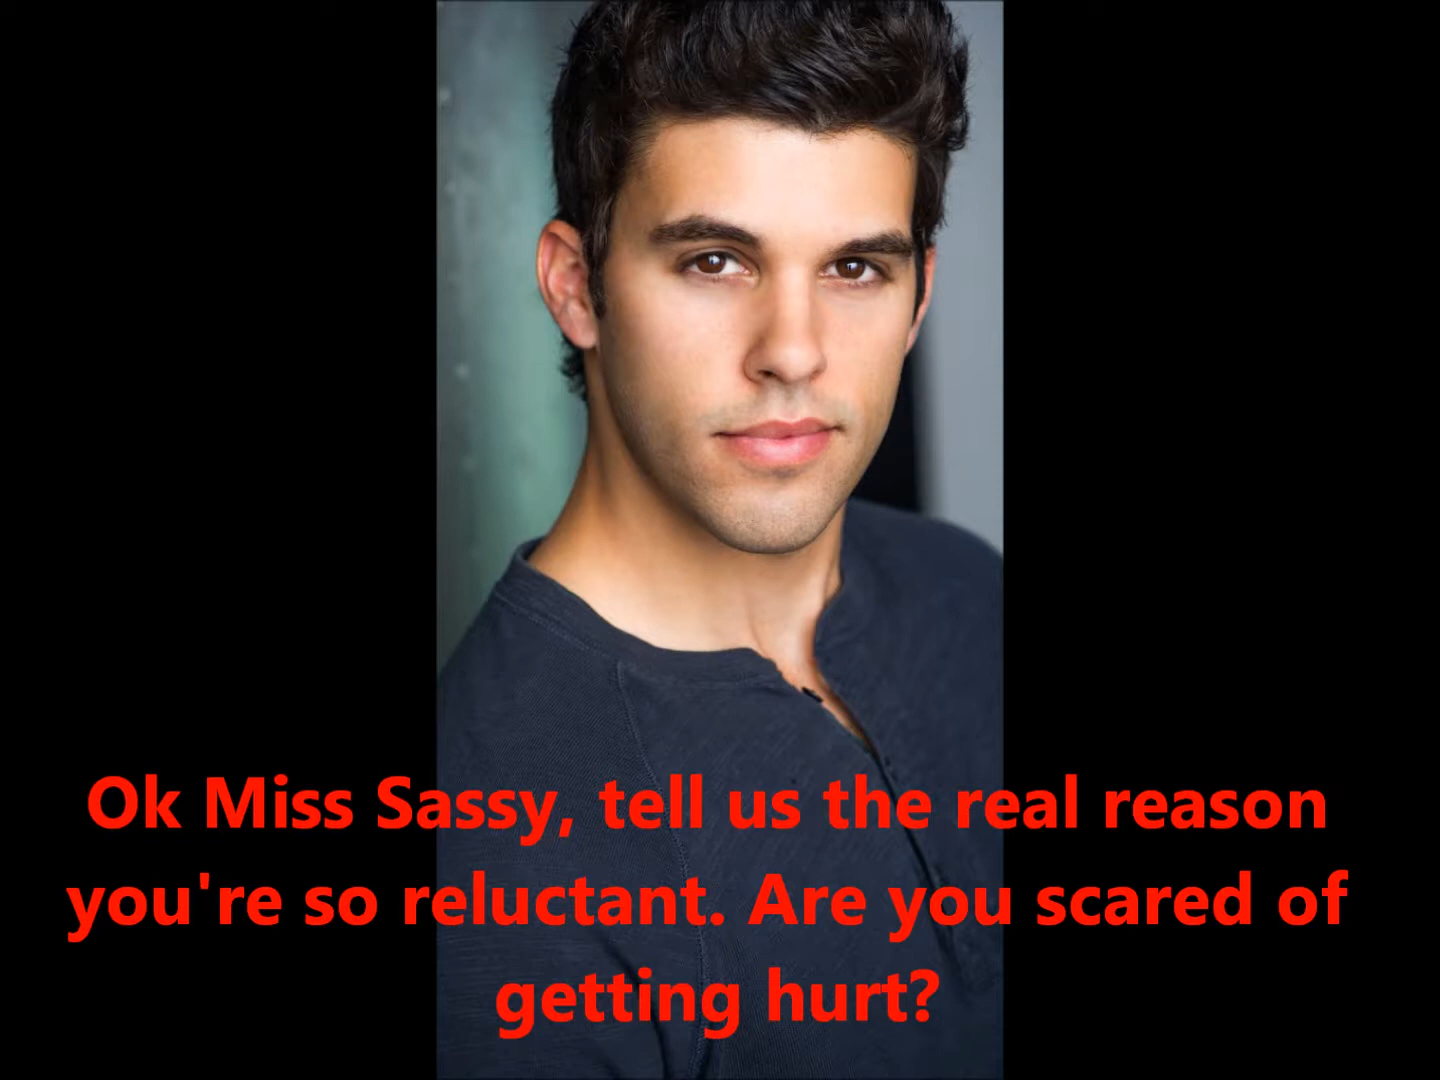 Ok Miss Sassy, tell us the real reason
you're so reluctant. Are you scared of
getting hurt?